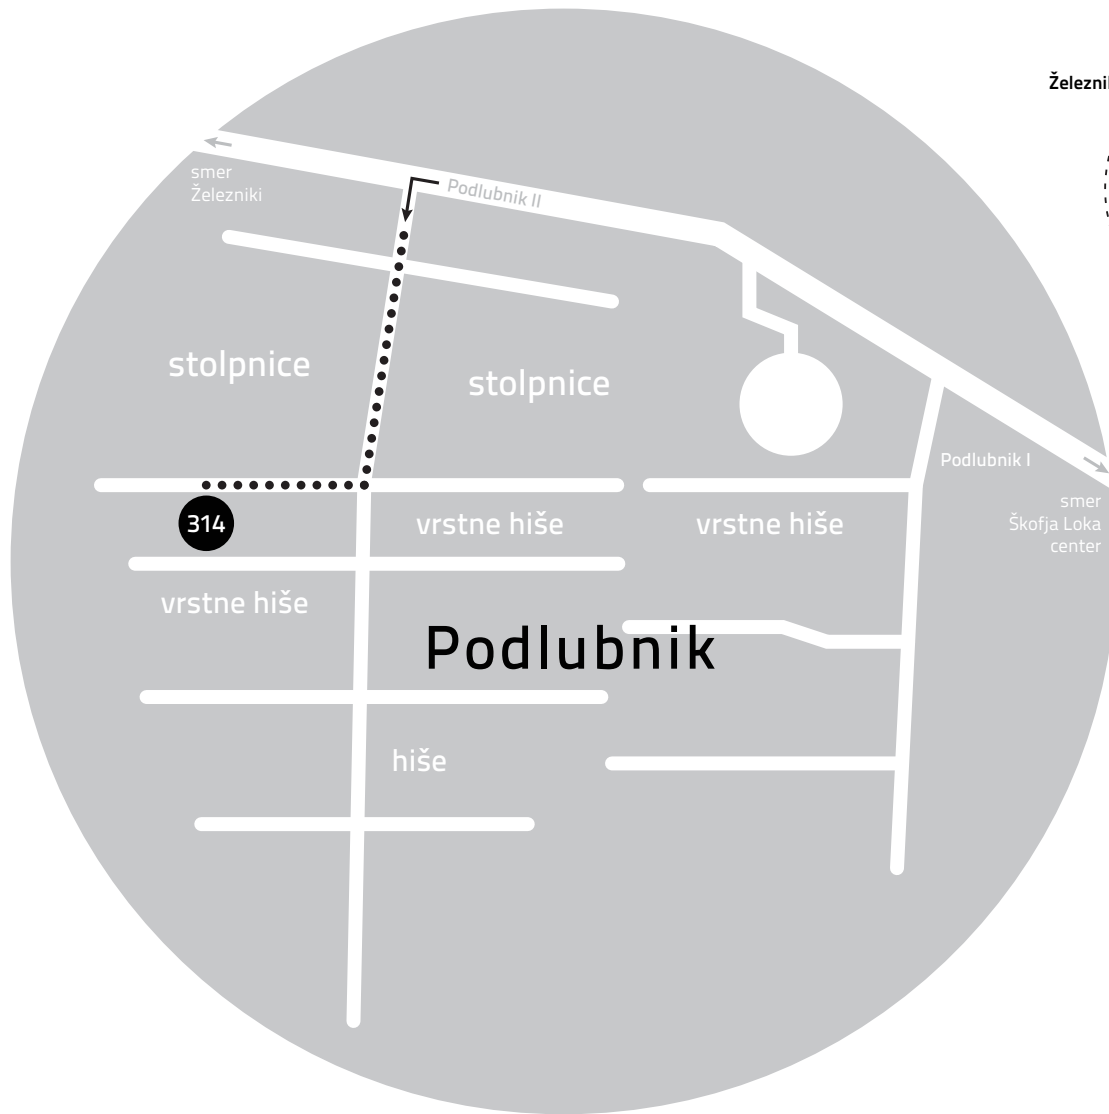 smer
Železniki
Podlubnik II
stolpnice
stolpnice
Podlubnik I
smer
Škofja Loka
center
314
vrstne hiše
vrstne hiše
vrstne hiše
Podlubnik
hiše